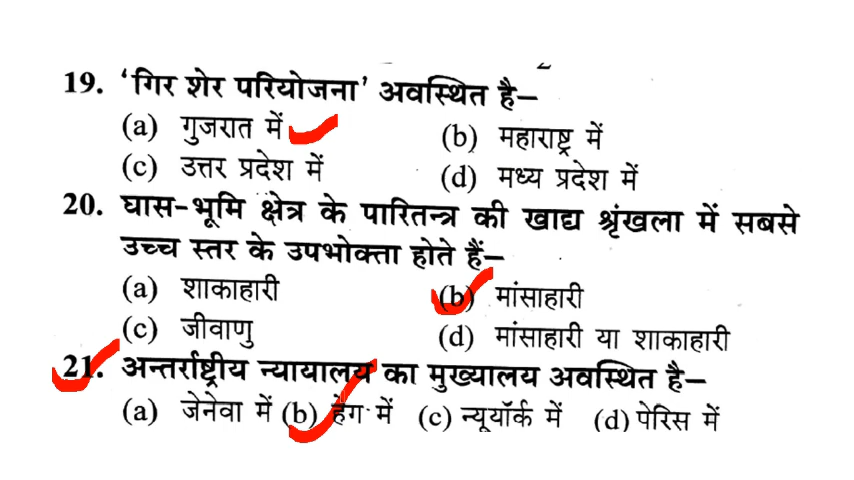 19. 'गिर शेर परियोजना' अवस्थित है–
(a) गुजरात में (b) महाराष्ट्र में
(c) उत्तर प्रदेश में (d) मध्य प्रदेश में
20. घास-भूमि क्षेत्र के पारितन्त्र की खाद्य श्रृंखला में सबसे
उच्च स्तर के उपभोक्ता होते हैं–
(a) शाकाहारी (b) मांसाहारी
(c) जीवाणु (d) मांसाहारी या शाकाहारी
21. अन्तर्राष्ट्रीय न्यायालय का मुख्यालय अवस्थित है–
(a) जेनेवा में (b) हेग में (c) न्यूयॉर्क में (d) पेरिस में